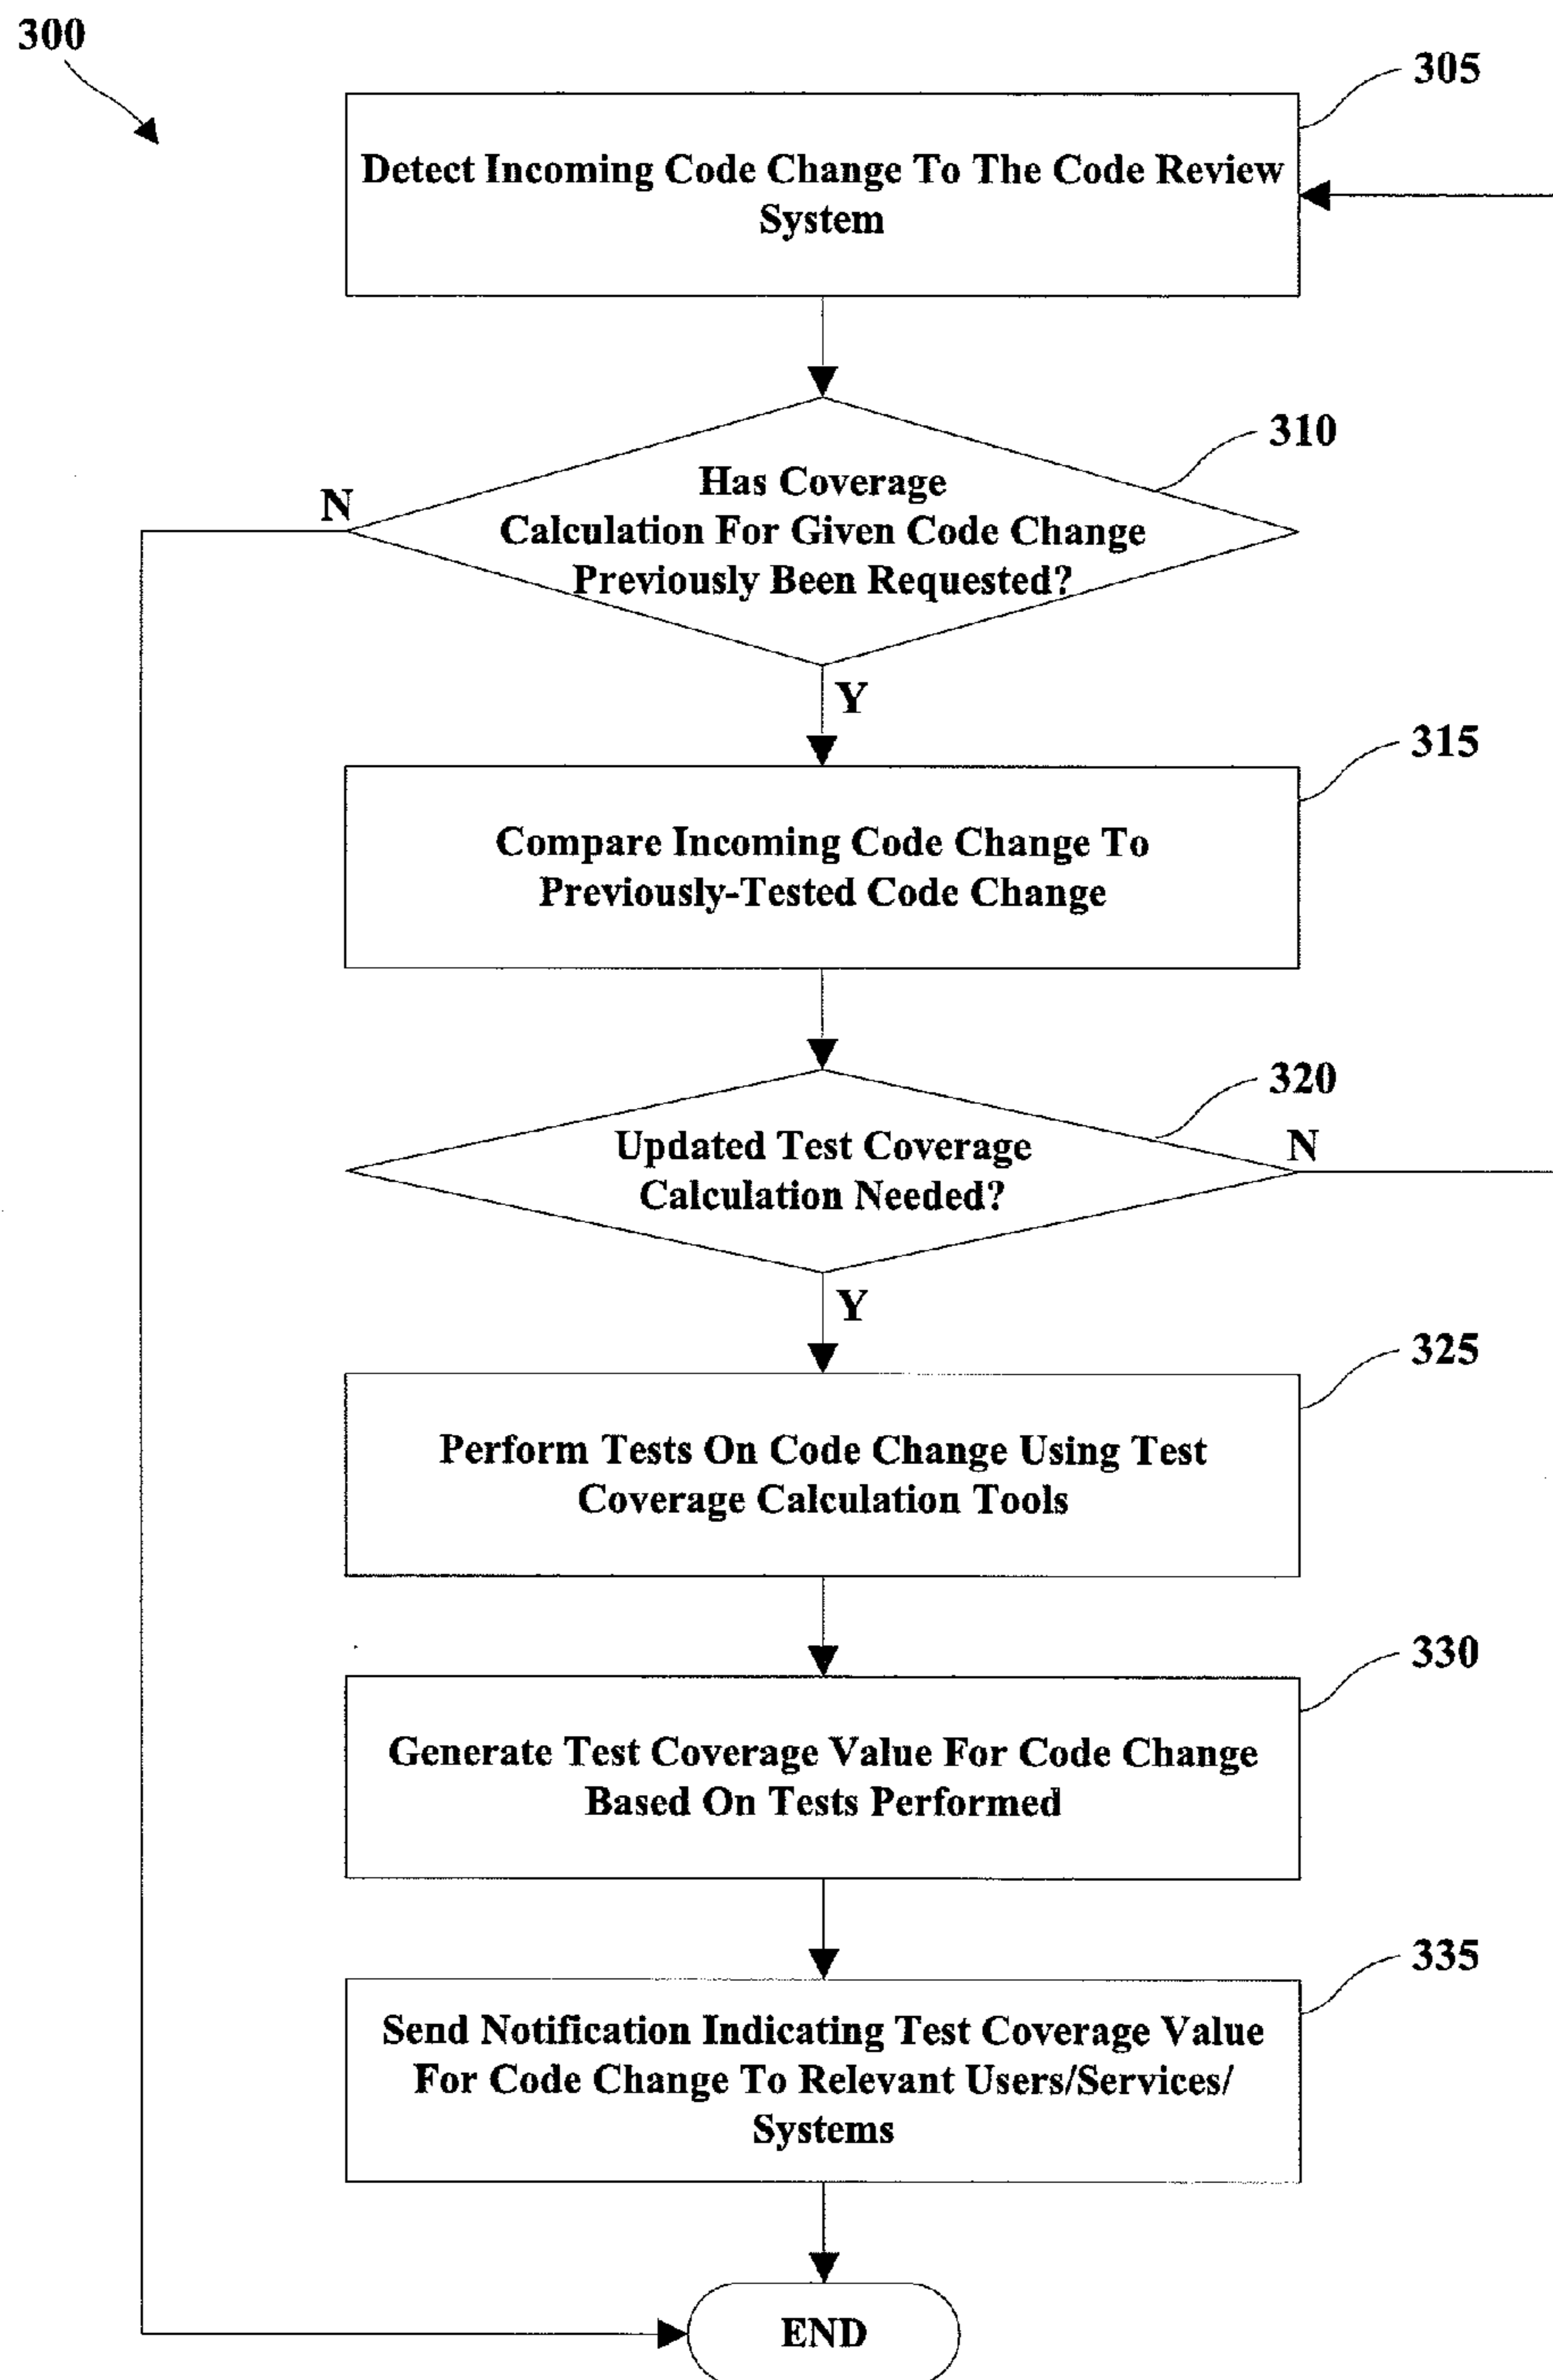 300
305
Detect Incoming Code Change To The Code Review
System
310
Has Coverage
Calculation For Given Code Change
Previously Been Requested?
N
Y
315
Compare Incoming Code Change To
Previously-Tested Code Change
320
Updated Test Coverage
Calculation Needed?
N
Y
325
Perform Tests On Code Change Using Test
Coverage Calculation Tools
330
Generate Test Coverage Value For Code Change
Based On Tests Performed
335
Send Notification Indicating Test Coverage Value
For Code Change To Relevant Users/Services/
Systems
END